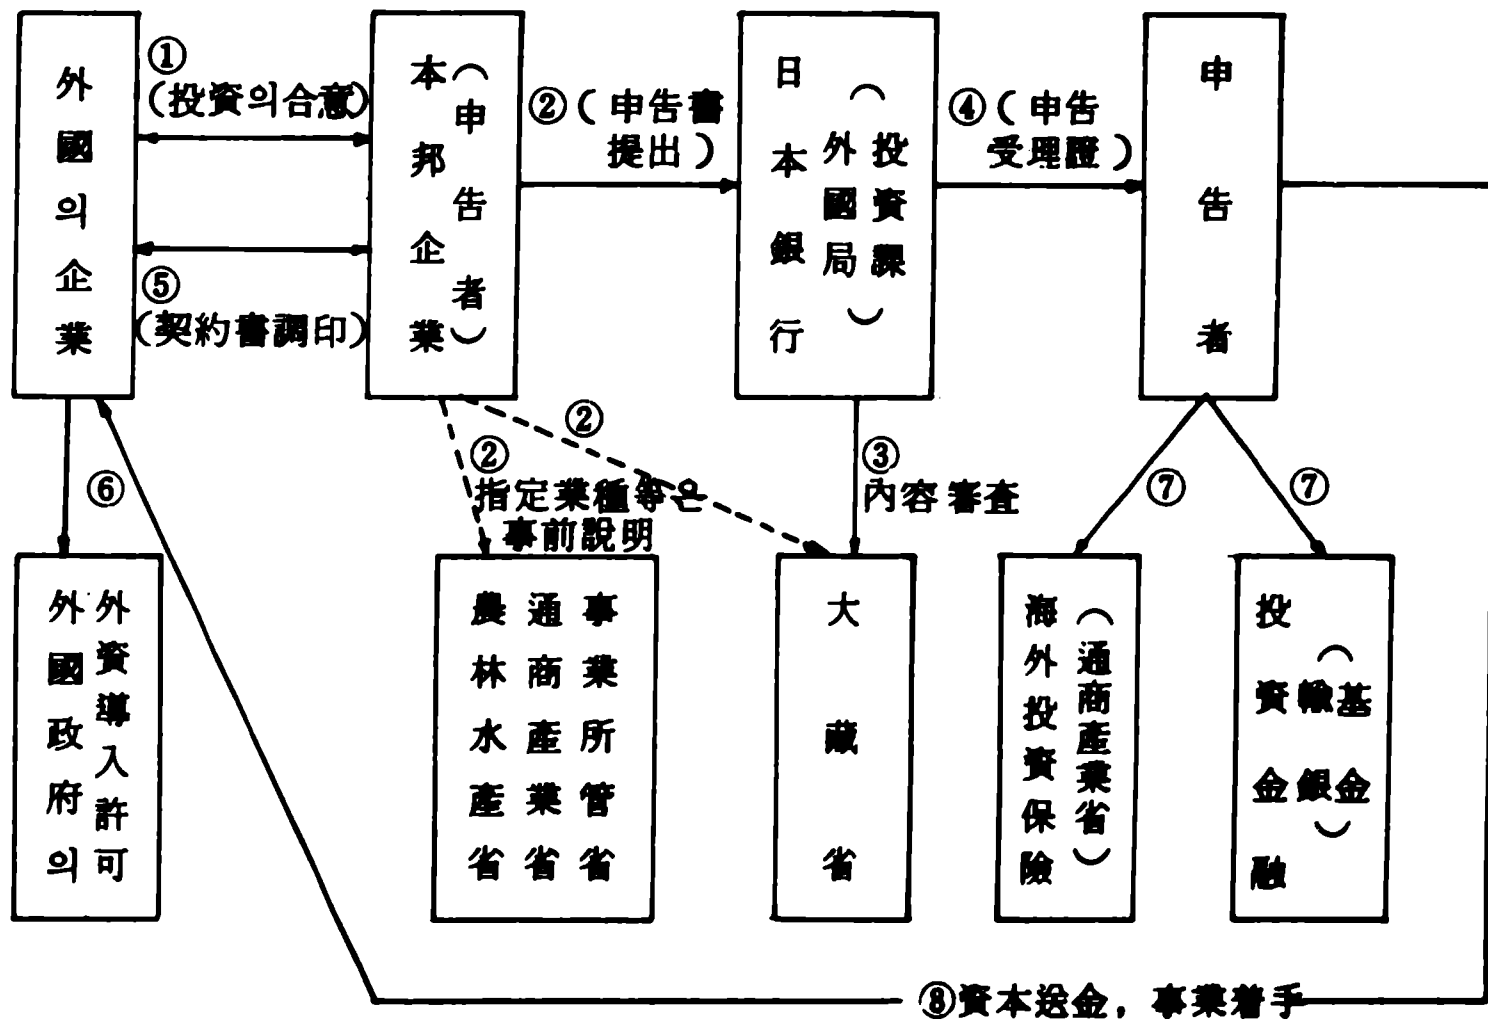 外國의企業
①
(投資의合意)
⑤
(契約書調印)
本邦企業
(申告者)
②(申告書
提出)
日本銀行
(外國局
投資課)
④(申告
受理證)
申告者
⑥
②
②
指定業種等은
事前說明
③
內容審査
⑦
⑦
外國政府의
外資導入許可
農林水產省
通商產業省
事業所管省
大藏省
海外投資保險
(通商產業省)
投資金融
(輸銀
基金)
⑧資本送金, 事業着手